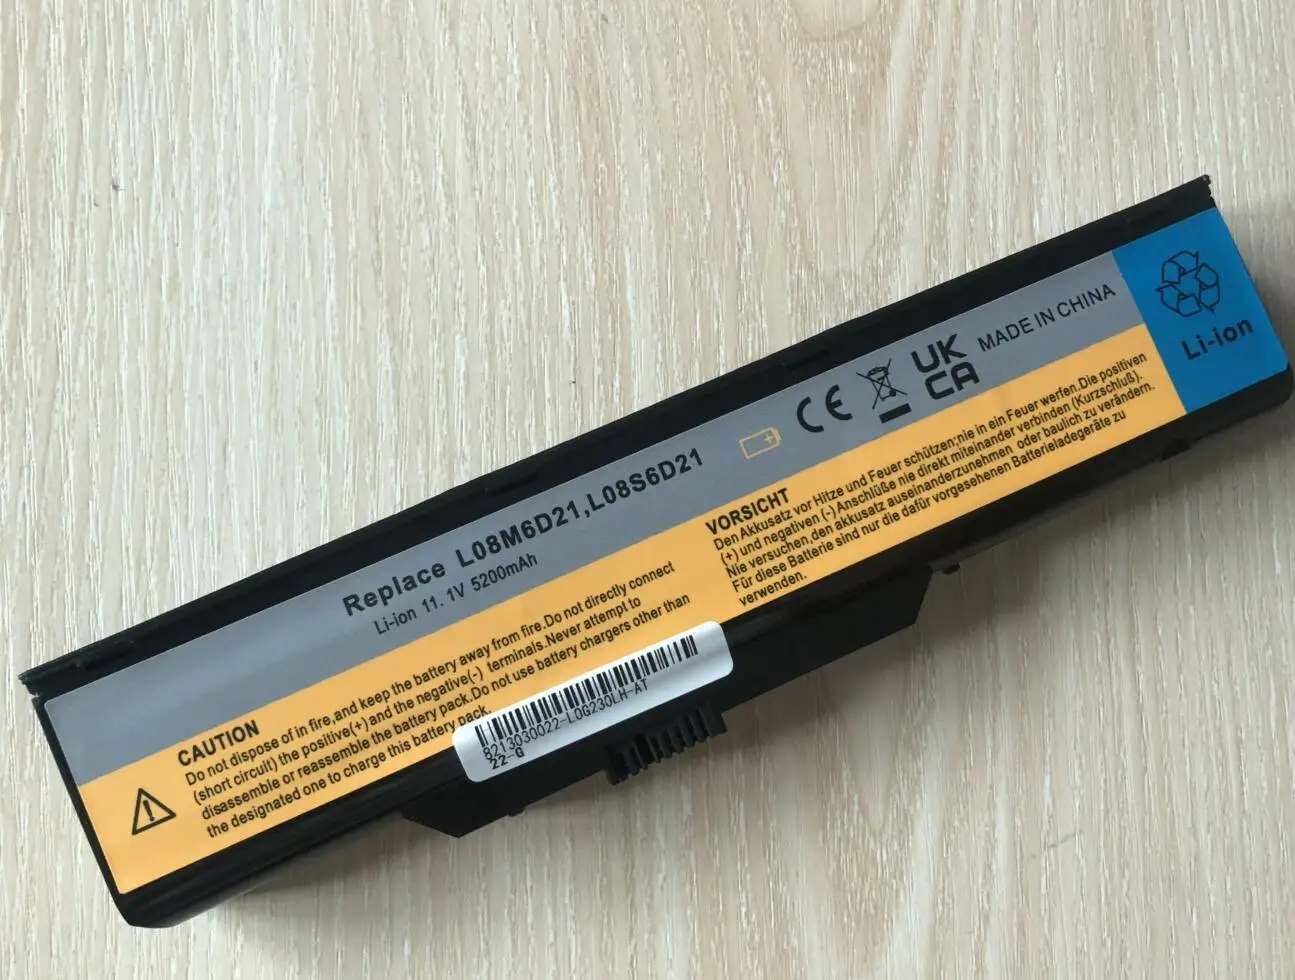 Replace L08M6D21,L08S6D21
Li-ion 11.1V 5200mAh
CE
UK
CA
MADE IN CHINA
Li-ion
CAUTION
Do not dispose of in fire,and keep the battery away from fire.Do not directly connect
(short circuit) the positive(+) and the negative(-) terminals.Never attempt to
disassemble or reassemble the battery pack.Do not use battery chargers other than
the designated one to charge this battery pack.
VORSICHT
Den Akkusatz vor Hitze und Feuer schützen;nie in ein Feuer werfen.Die positiven
(+) und negativen (-) Anschlüße nie direkt miteinander verbinden (Kurzschluß).
Nie versuchen,den akkusatz auseinanderzunehmen oder baulich zu verändern.
Für diese Batterie sind nur die dafür vorgesehenen Batterieladegeräte zu
verwenden.
8213030022-LOG230LH-AT
22-G